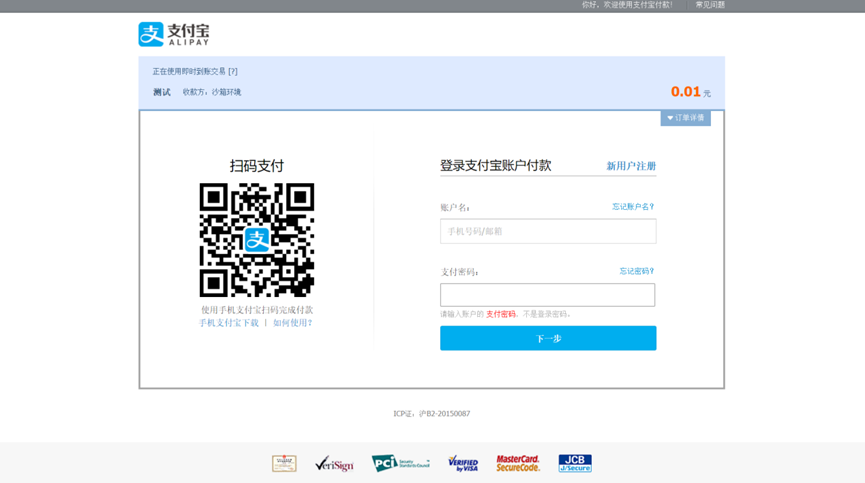 你好，欢迎使用支付宝付款！ 常见问题
支付宝
ALIPAY
正在使用即时到账交易 [?]
测试 收款方：沙箱环境
0.01 元
订单详情
扫码支付
支
使用手机支付宝扫码完成付款
手机支付宝下载 | 如何使用?
登录支付宝账户付款 新用户注册
账户名： 忘记账户名?
手机号码/邮箱
支付密码： 忘记密码?
请输入账户的 支付密码，不是登录密码。
下一步
ICP证：沪B2-20150087
VeriSign
PCI Security Standards Council
VERIFIED by VISA
MasterCard. SecureCode.
JCB J/Secure